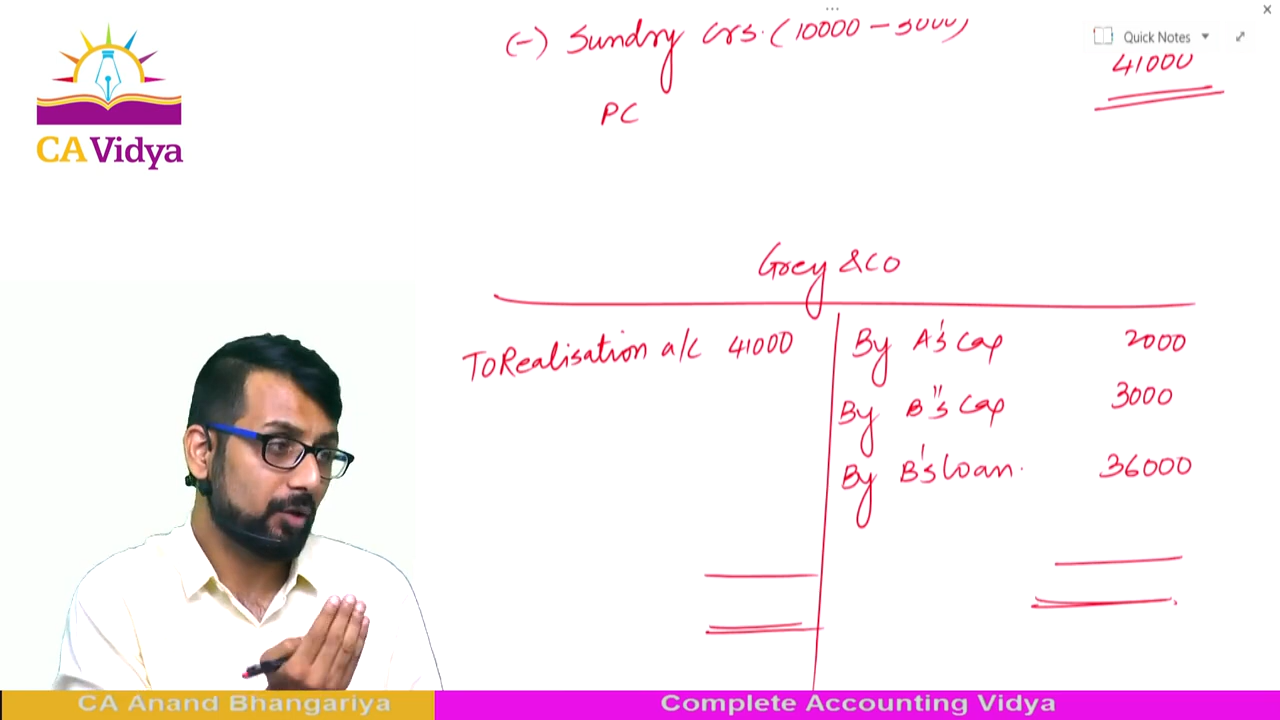 (-) Sundry crs. (10000 - 3000)
Quick Notes
41000
PC
CA Vidya
Grey & CO
To Realisation a/c 41000
By A's Cap 2000
By B's Cap 3000
By B's loan. 36000
CA Anand Bhangariya
Complete Accounting Vidya